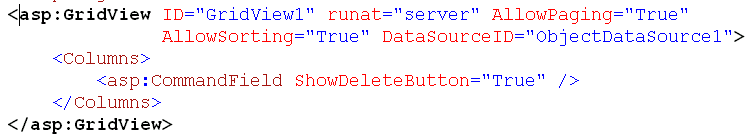 <asp:GridView ID="GridView1" runat="server" AllowPaging="True"
AllowSorting="True" DataSourceID="ObjectDataSource1">
<Columns>
<asp:CommandField ShowDeleteButton="True" />
</Columns>
</asp:GridView>